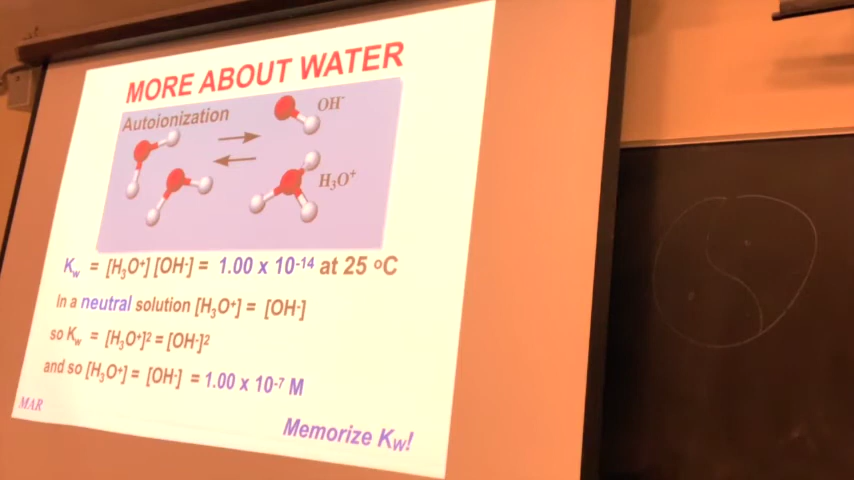 MORE ABOUT WATER
Autoionization
OH⁻
H₃O⁺
Kw = [H₃O⁺] [OH⁻] = 1.00 x 10⁻¹⁴ at 25 ºC
In a neutral solution [H₃O⁺] = [OH⁻]
so Kw = [H₃O⁺]² = [OH⁻]²
and so [H₃O⁺] = [OH⁻] = 1.00 x 10⁻⁷ M
MAR
Memorize Kw!